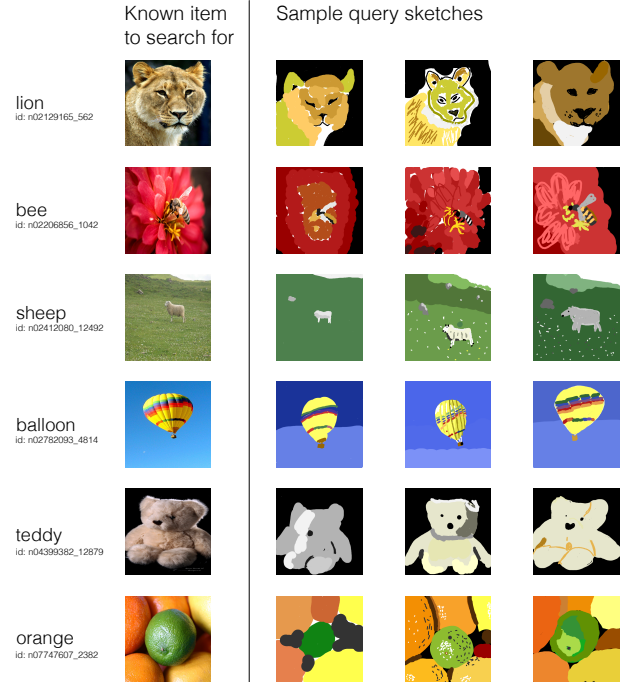 Known item
to search for
Sample query sketches
lion
id: n02129165_562
bee
id: n02206856_1042
sheep
id: n02412080_12492
balloon
id: n02782093_4814
teddy
id: n04399382_12879
orange
id: n07747607_2382